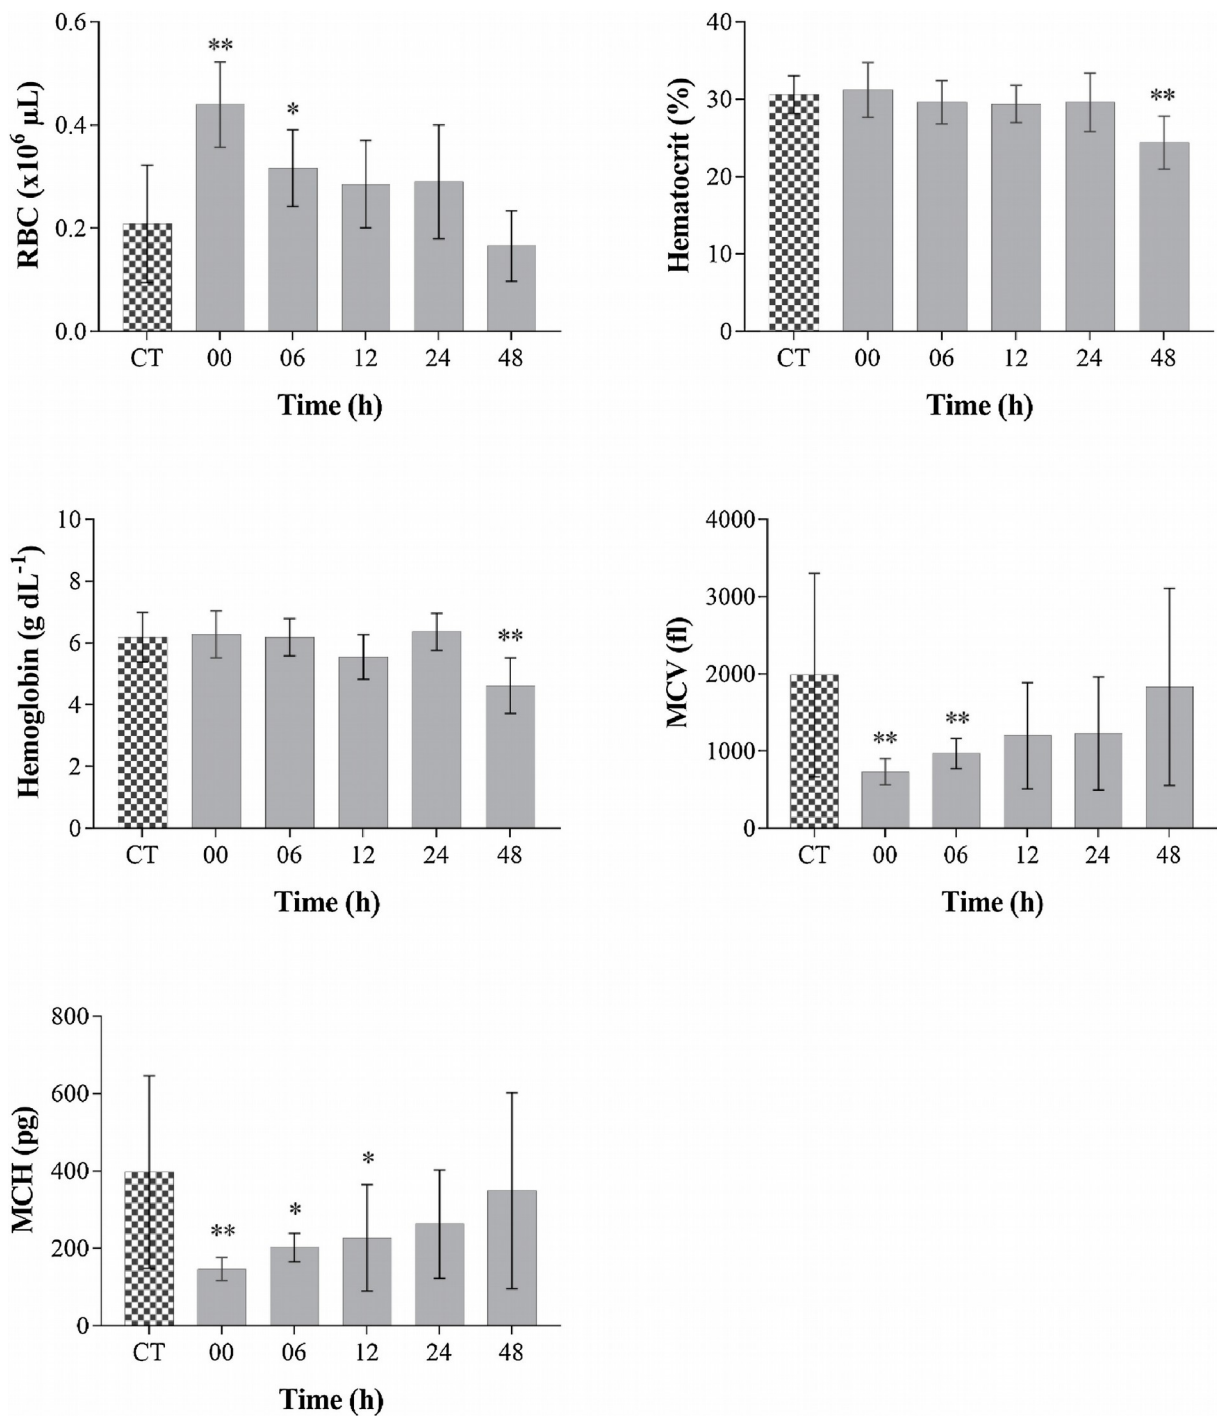 RBC (x10⁶ µL)
0.6
0.4
0.2
0.0
**
*
CT 00 06 12 24 48
Time (h)
Hematocrit (%)
40
30
20
10
0
**
CT 00 06 12 24 48
Time (h)
Hemoglobin (g dL⁻¹)
10
8
6
4
2
0
**
CT 00 06 12 24 48
Time (h)
MCV (fl)
4000
3000
2000
1000
0
** **
CT 00 06 12 24 48
Time (h)
MCH (pg)
800
600
400
200
0
** * *
CT 00 06 12 24 48
Time (h)